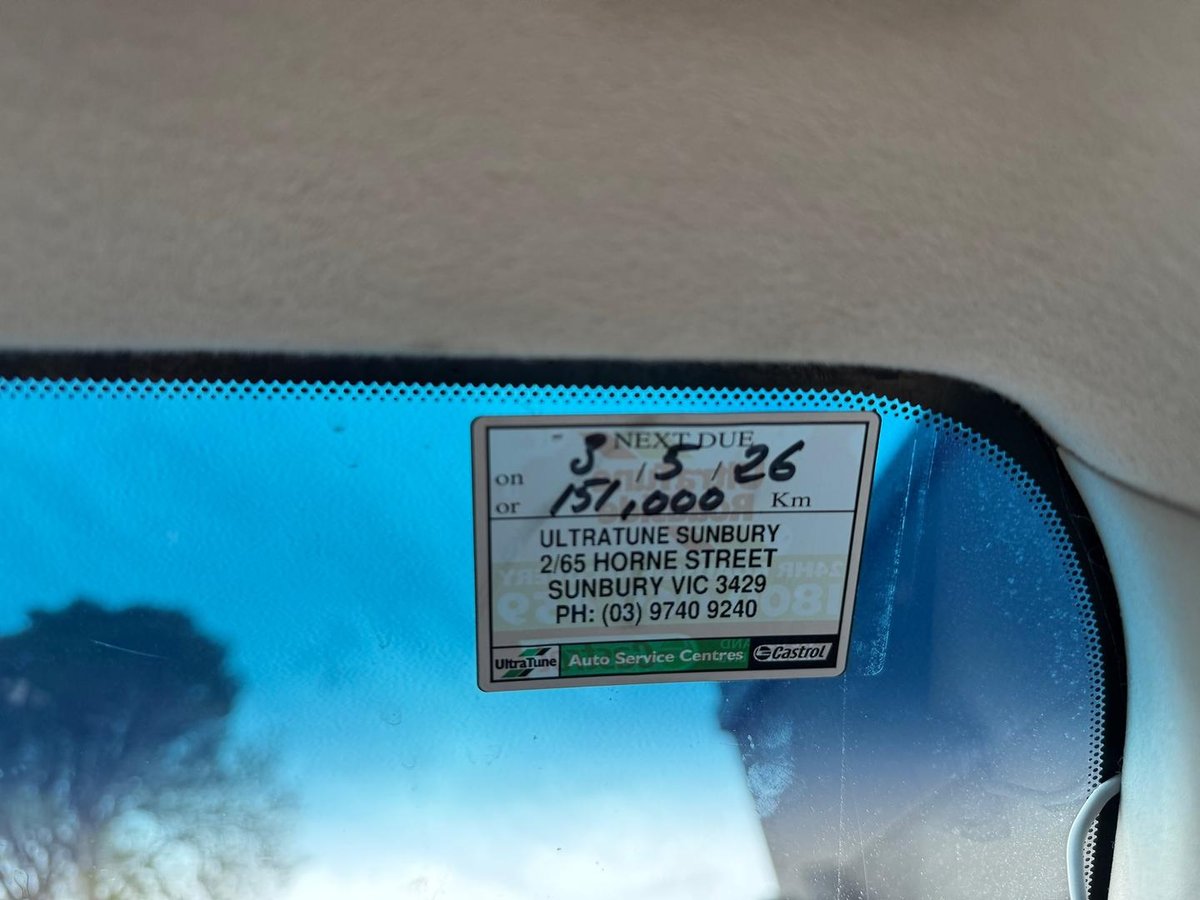 NEXT DUE
on 3 / 5 / 26
or 151,000 Km
ULTRATUNE SUNBURY
2/65 HORNE STREET
SUNBURY VIC 3429
PH: (03) 9740 9240
UltraTune Auto Service Centres Castrol